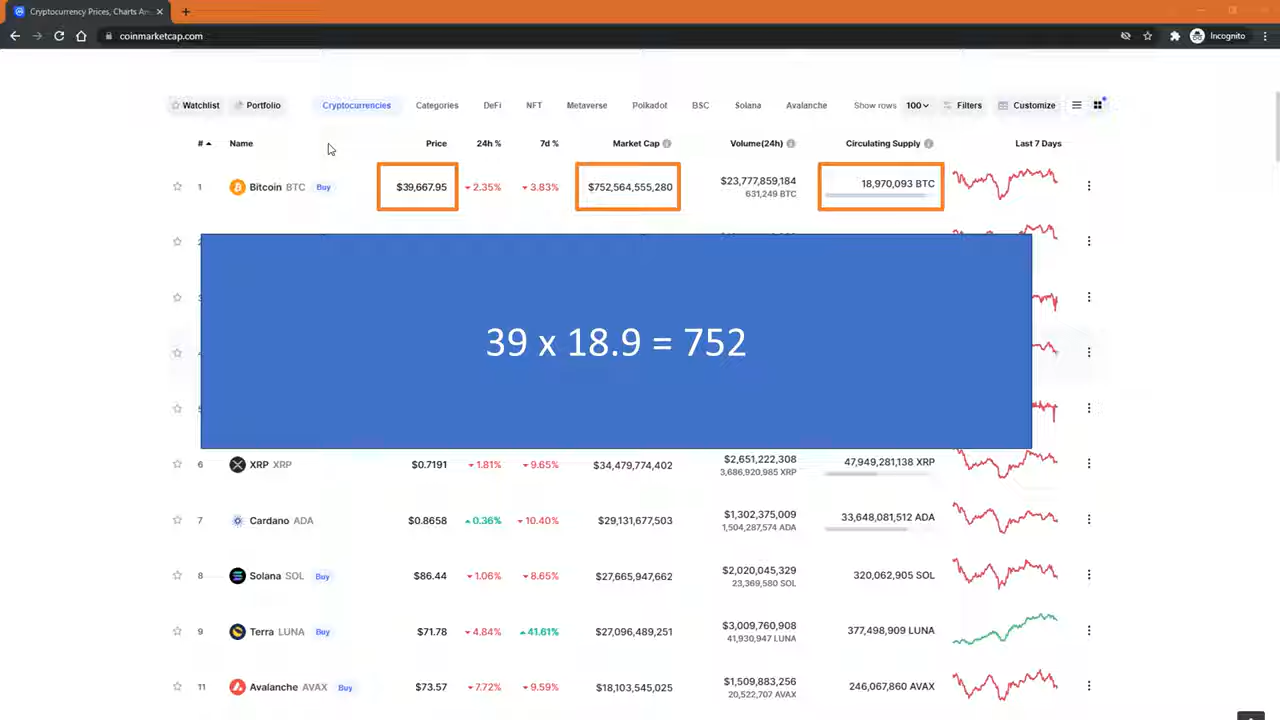 Cryptocurrency Prices, Charts An
coinmarketcap.com
Incognito
Watchlist Portfolio Cryptocurrencies Categories DeFi NFT Metaverse Polkadot BSC Solana Avalanche Show rows 100 Filters Customize
# Name Price 24h % 7d % Market Cap Volume(24h) Circulating Supply Last 7 Days
1 Bitcoin BTC Buy $39,667.95 2.35% 3.83% $752,564,555,280 $23,777,859,184 18,970,093 BTC
631,249 BTC
39 x 18.9 = 752
6 XRP XRP $0.7191 1.81% 9.65% $34,479,774,402 $2,651,222,308 47,949,281,138 XRP
3,686,920,985 XRP
7 Cardano ADA $0.8658 0.36% 10.40% $29,131,677,503 $1,302,375,009 33,648,081,512 ADA
1,504,287,574 ADA
8 Solana SOL Buy $86.44 1.06% 8.65% $27,665,947,662 $2,020,045,329 320,062,905 SOL
23,369,580 SOL
9 Terra LUNA Buy $71.78 4.84% 41.61% $27,096,489,251 $3,009,760,908 377,498,909 LUNA
41,930,947 LUNA
11 Avalanche AVAX Buy $73.57 7.72% 9.59% $18,103,545,025 $1,509,883,256 246,067,860 AVAX
20,522,707 AVAX